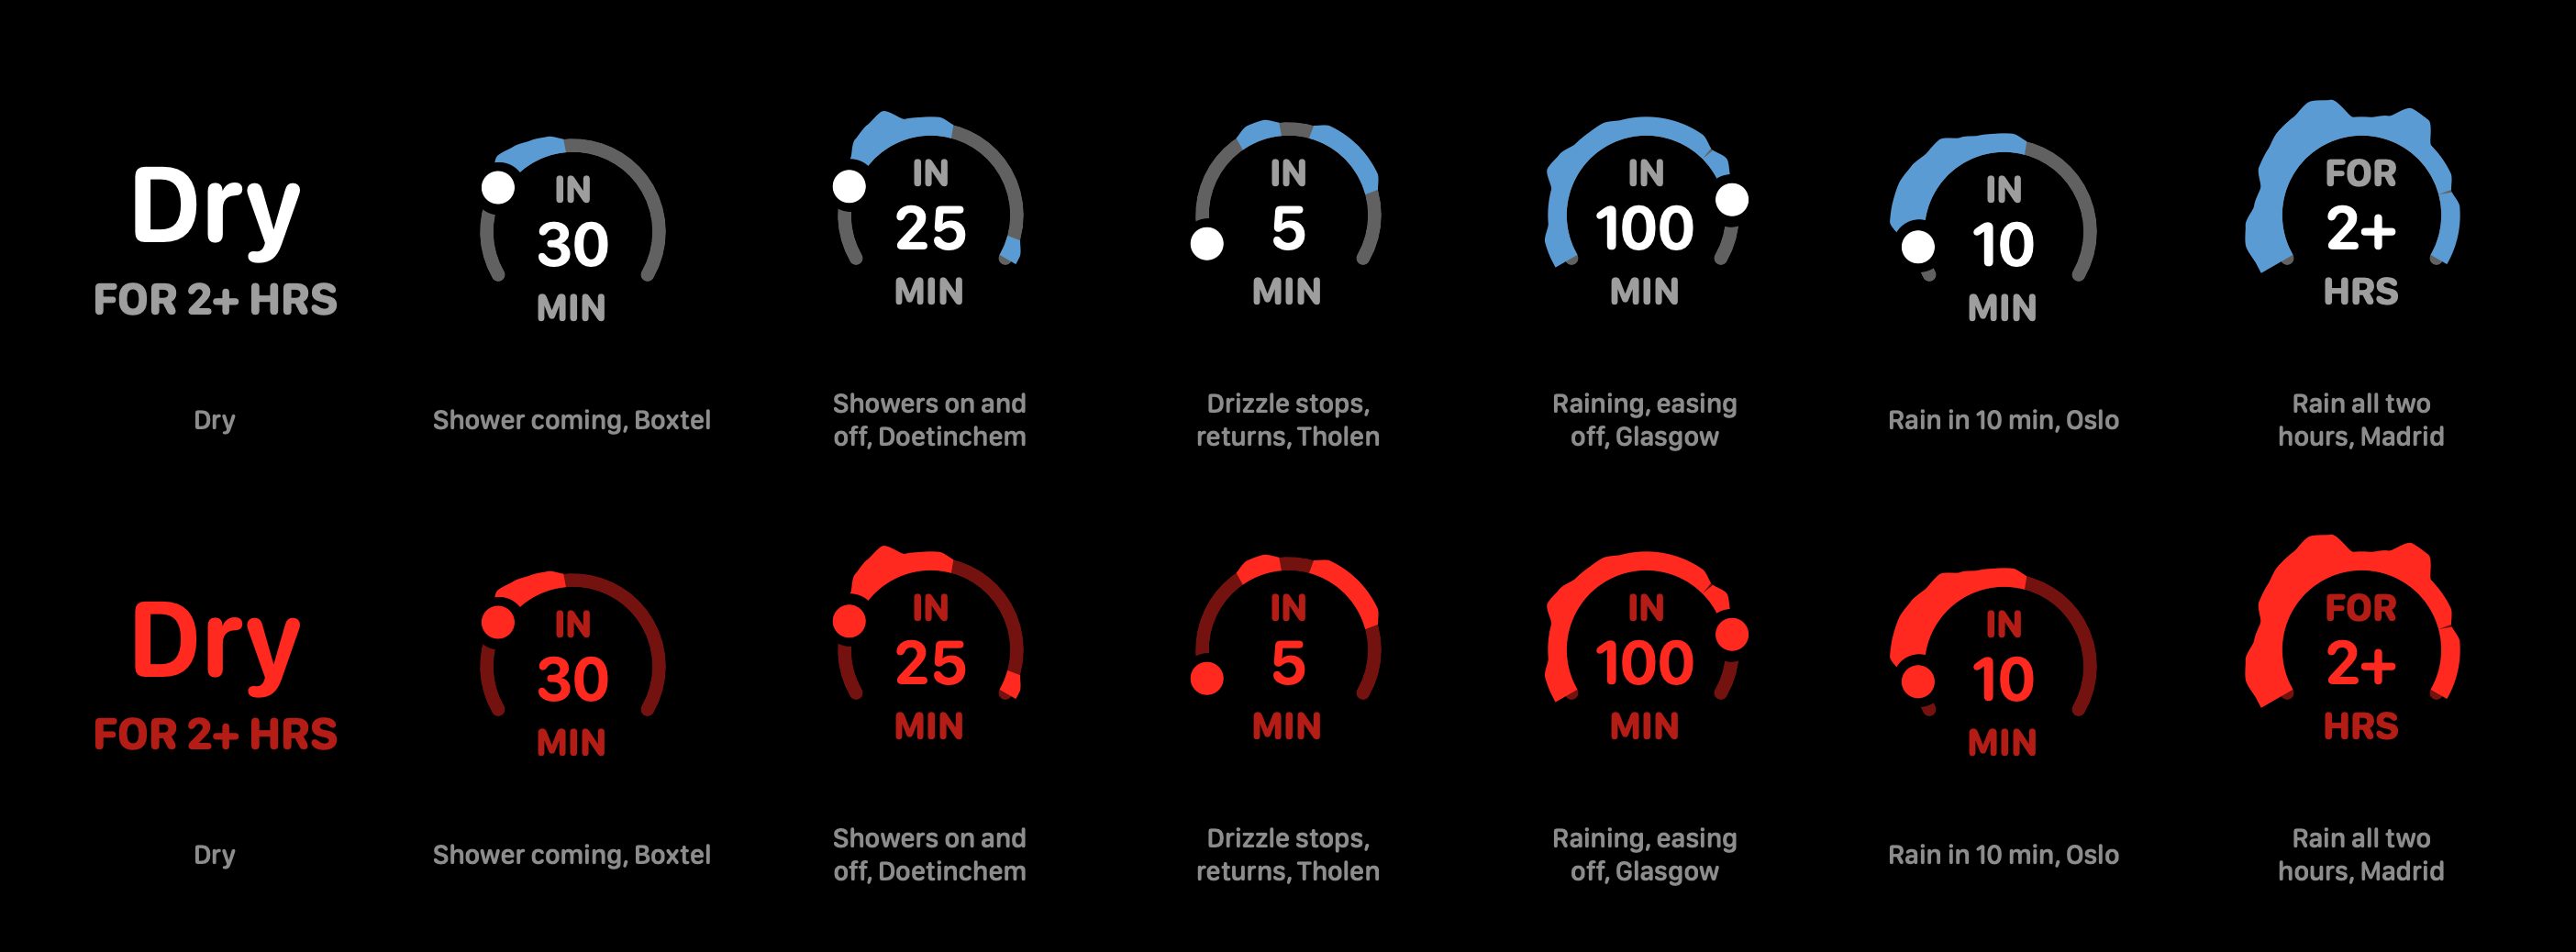 Dry
FOR 2+ HRS
Dry
IN
30
MIN
Shower coming, Boxtel
IN
25
MIN
Showers on and
off, Doetinchem
IN
5
MIN
Drizzle stops,
returns, Tholen
IN
100
MIN
Raining, easing
off, Glasgow
IN
10
MIN
Rain in 10 min, Oslo
FOR
2+
HRS
Rain all two
hours, Madrid
Dry
FOR 2+ HRS
Dry
IN
30
MIN
Shower coming, Boxtel
IN
25
MIN
Showers on and
off, Doetinchem
IN
5
MIN
Drizzle stops,
returns, Tholen
IN
100
MIN
Raining, easing
off, Glasgow
IN
10
MIN
Rain in 10 min, Oslo
FOR
2+
HRS
Rain all two
hours, Madrid